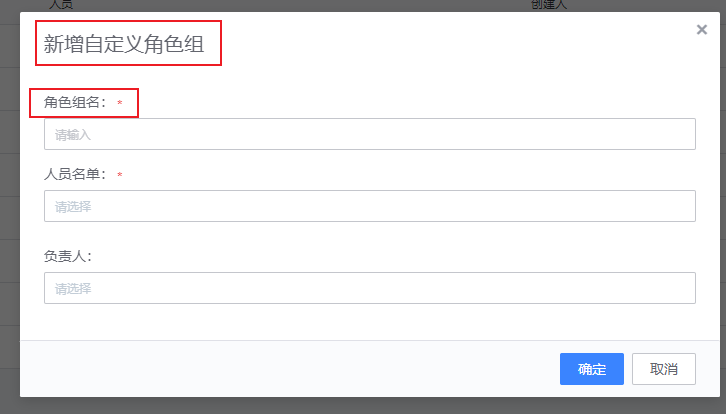 人员 创建人
新增自定义角色组
×
角色组名： *
请输入
人员名单： *
请选择
负责人：
请选择
确定 取消